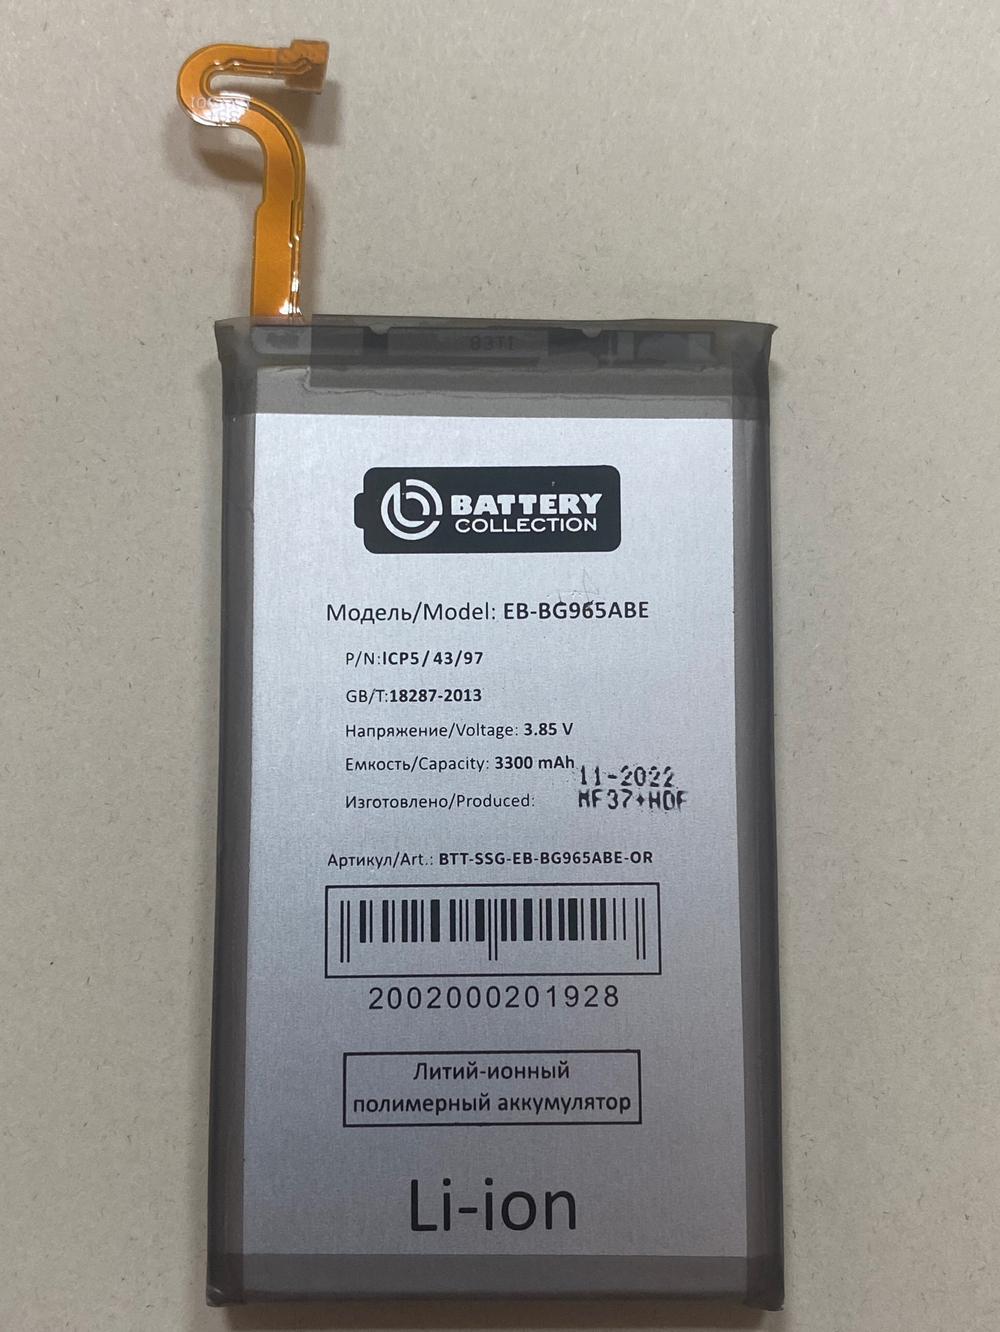 BATTERY
COLLECTION
Модель/Model: EB-BG965ABE
P/N:ICP5/43/97
GB/T:18287-2013
Напряжение/Voltage: 3.85 V
Емкость/Capacity: 3300 mAh
11-2022
Изготовлено/Produced: MF37+HDF
Артикул/Art.: BTT-SSG-EB-BG965ABE-OR
2002000201928
Литий-ионный
полимерный аккумулятор
Li-ion